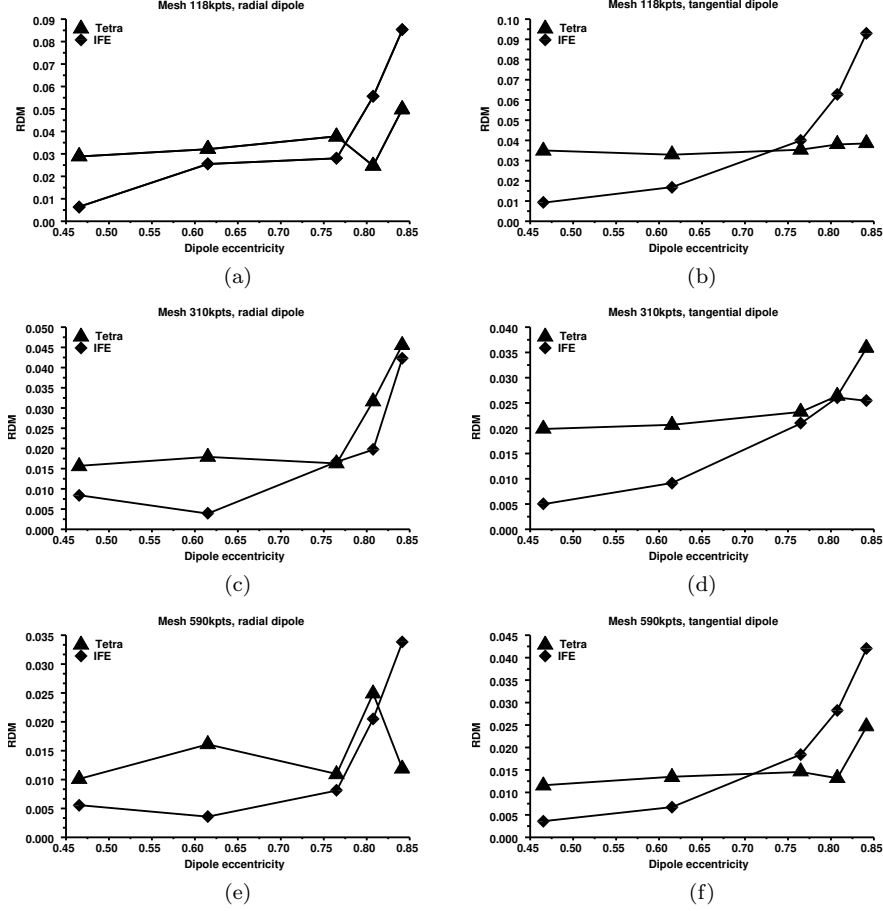 Mesh 118kpts, radial dipole
0.09
0.08
0.07
0.06
0.05
0.04
0.03
0.02
0.01
0.00
RDM
Tetra
IFE
0.45 0.50 0.55 0.60 0.65 0.70 0.75 0.80 0.85
Dipole eccentricity
(a)
Mesh 118kpts, tangential dipole
0.10
0.09
0.08
0.07
0.06
0.05
0.04
0.03
0.02
0.01
0.00
RDM
Tetra
IFE
0.45 0.50 0.55 0.60 0.65 0.70 0.75 0.80 0.85
Dipole eccentricity
(b)
Mesh 310kpts, radial dipole
0.050
0.045
0.040
0.035
0.030
0.025
0.020
0.015
0.010
0.005
0.000
RDM
Tetra
IFE
0.45 0.50 0.55 0.60 0.65 0.70 0.75 0.80 0.85
Dipole eccentricity
(c)
Mesh 310kpts, tangential dipole
0.040
0.035
0.030
0.025
0.020
0.015
0.010
0.005
0.000
RDM
Tetra
IFE
0.45 0.50 0.55 0.60 0.65 0.70 0.75 0.80 0.85
Dipole eccentricity
(d)
Mesh 590kpts, radial dipole
0.035
0.030
0.025
0.020
0.015
0.010
0.005
0.000
RDM
Tetra
IFE
0.45 0.50 0.55 0.60 0.65 0.70 0.75 0.80 0.85
Dipole eccentricity
(e)
Mesh 590kpts, tangential dipole
0.045
0.040
0.035
0.030
0.025
0.020
0.015
0.010
0.005
0.000
RDM
Tetra
IFE
0.45 0.50 0.55 0.60 0.65 0.70 0.75 0.80 0.85
Dipole eccentricity
(f)